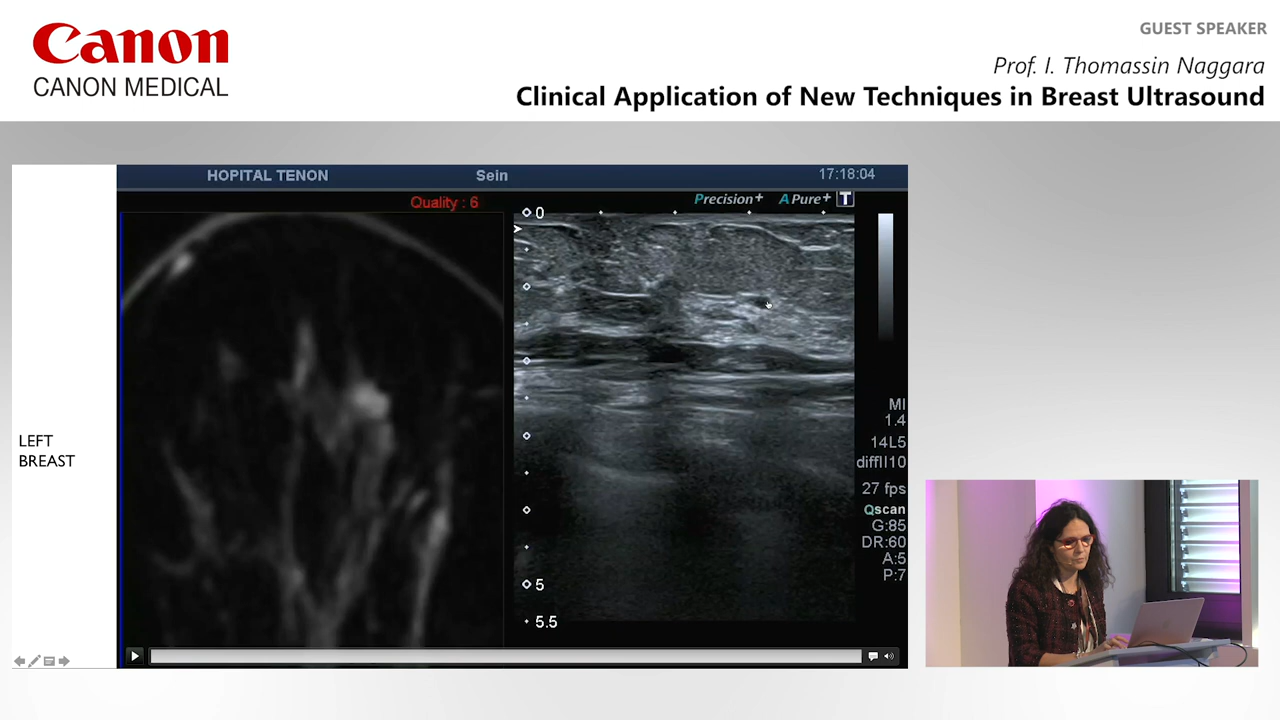 Canon
CANON MEDICAL
GUEST SPEAKER
Prof. I. Thomassin Naggara
Clinical Application of New Techniques in Breast Ultrasound
HOPITAL TENON
Sein
17:18:04
Quality : 6
Precision+
APure+
T
0
5
5.5
MI
1.4
14L5
diffII10
27 fps
Qscan
G:85
DR:60
A:5
P:7
LEFT
BREAST